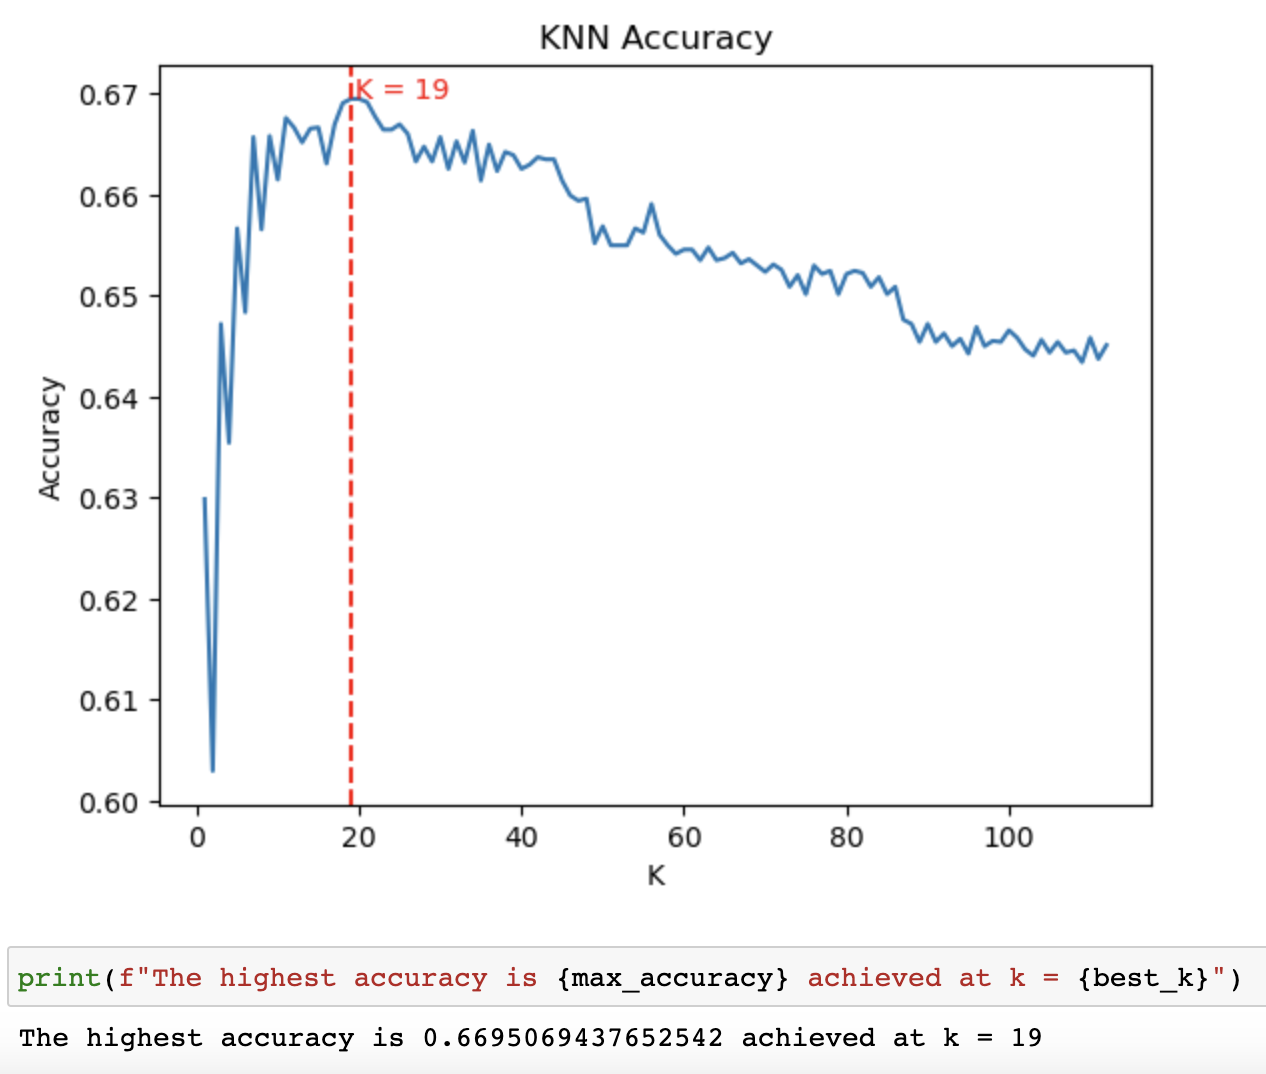 KNN Accuracy
K = 19
0.67
0.66
0.65
0.64
0.63
0.62
0.61
0.60
Accuracy
0 20 40 60 80 100
K
print(f"The highest accuracy is {max_accuracy} achieved at k = {best_k}")
The highest accuracy is 0.6695069437652542 achieved at k = 19